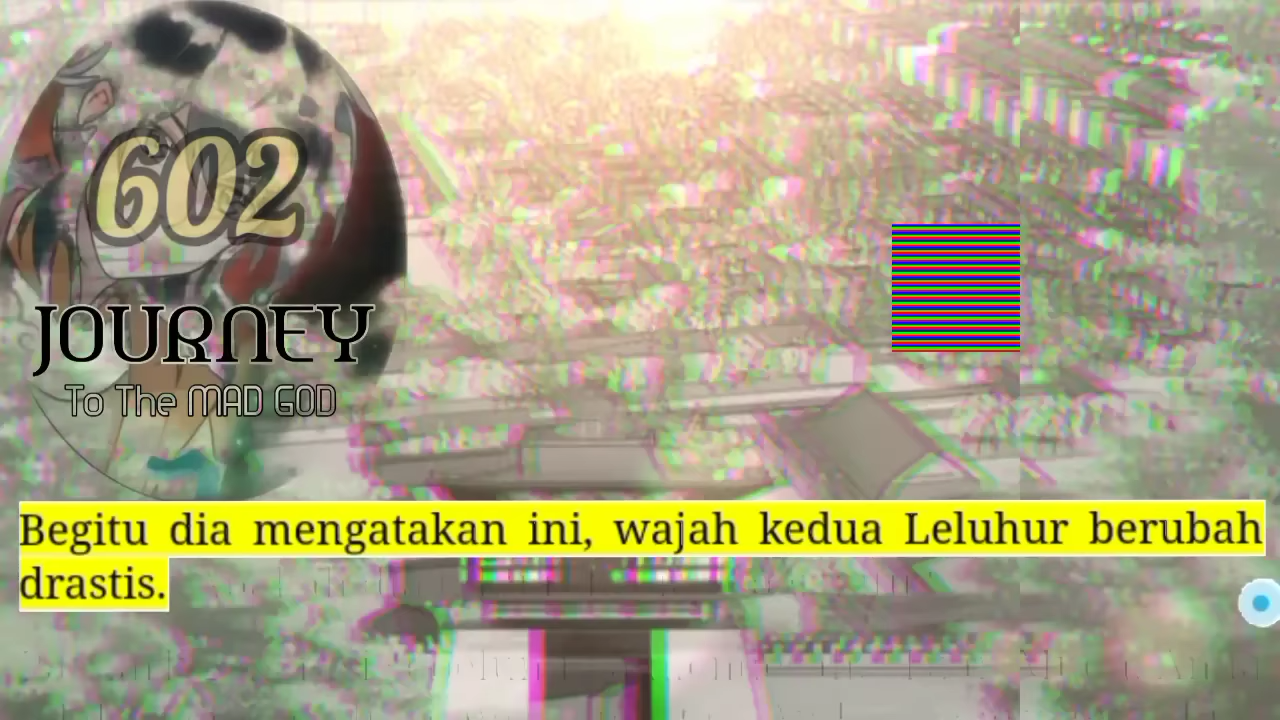 602
JOURNEY
To The MAD GOD
Begitu dia mengatakan ini, wajah kedua Leluhur berubah
drastis.